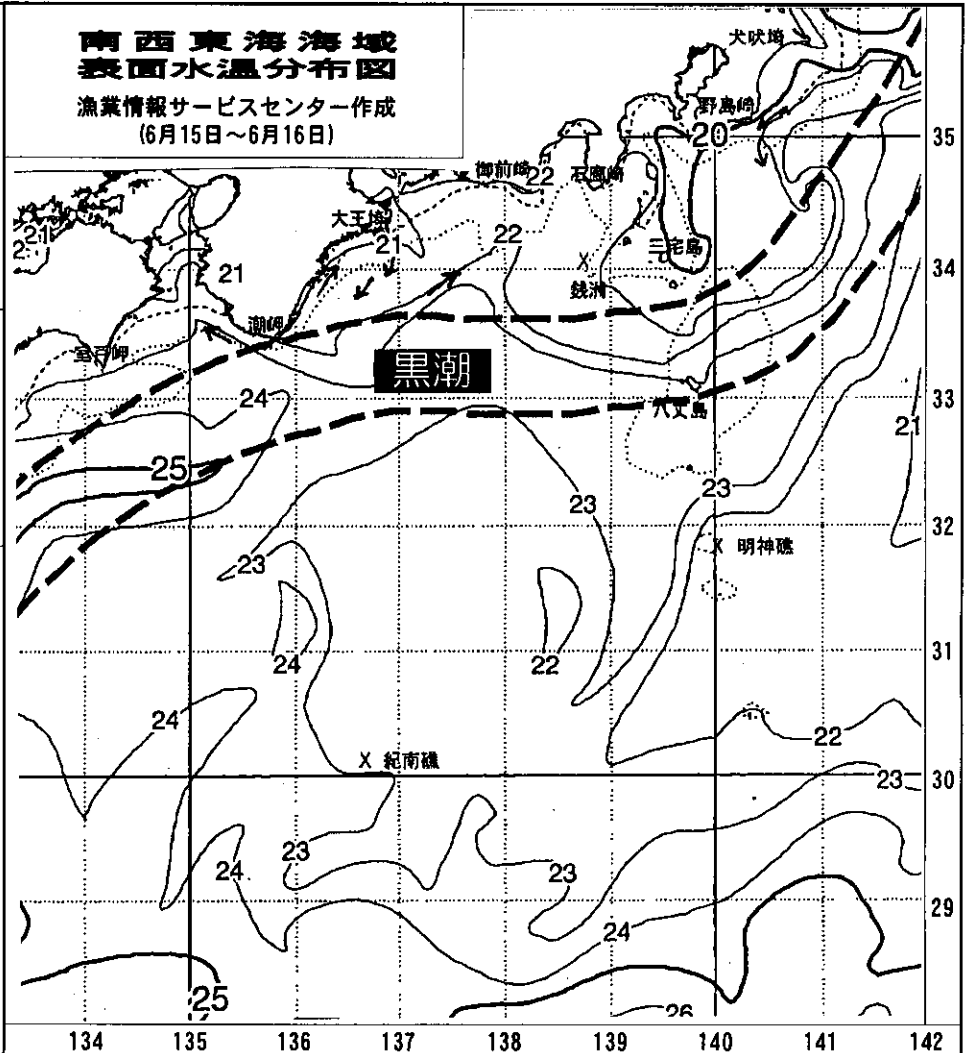 南西東海海域
表面水温分布図
漁業情報サービスセンター作成
(6月15日～6月16日)
犬吠埼
野島崎
20
35
御前崎
22
石廊崎
大王埼
21
22
三宅島
21
21
34
銭洲
潮岬
室戸岬
黒潮
24
33
八丈島
21
25
23
23
32
明神礁
23
31
24
22
24
22
紀南礁
30
23
23
24
23
29
24
25
26
134
135
136
137
138
139
140
141
142